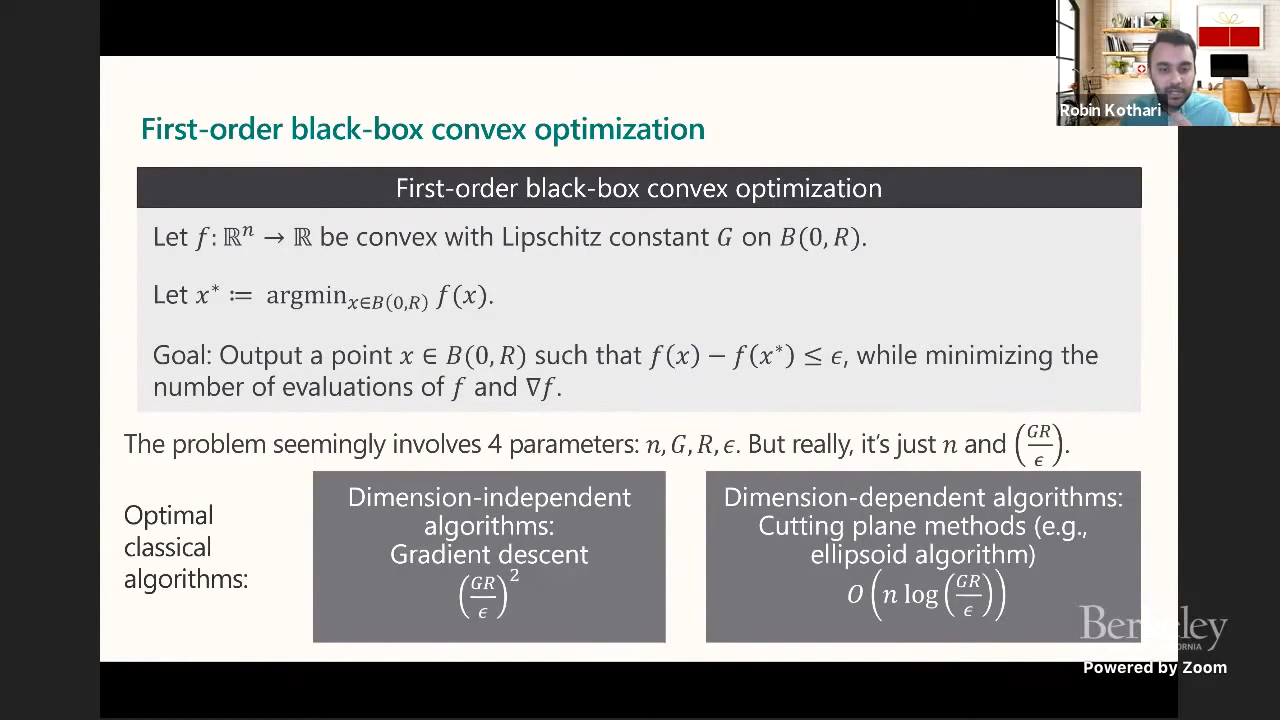 Robin Kothari
First-order black-box convex optimization
First-order black-box convex optimization
Let f: ℝⁿ → ℝ be convex with Lipschitz constant G on B(0, R).
Let x* ≔ argmin_{x∈B(0,R)} f(x).
Goal: Output a point x ∈ B(0, R) such that f(x) − f(x*) ≤ ϵ, while minimizing the
number of evaluations of f and ∇f.
The problem seemingly involves 4 parameters: n, G, R, ϵ. But really, it's just n and (GR/ϵ).
Optimal
classical
algorithms:
Dimension-independent
algorithms:
Gradient descent
(GR/ϵ)²
Dimension-dependent algorithms:
Cutting plane methods (e.g.,
ellipsoid algorithm)
O(n log(GR/ϵ))
Berkeley
Powered by Zoom